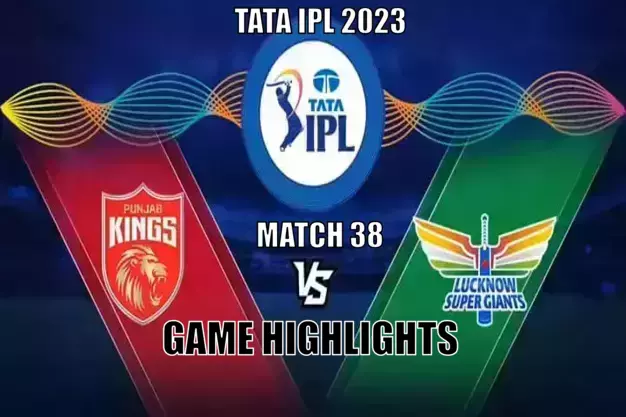 TATA IPL 2023
TATA
IPL
MATCH 38
VS
PUNJAB
KINGS
LUCKNOW
SUPER GIANTS
GAME HIGHLIGHTS